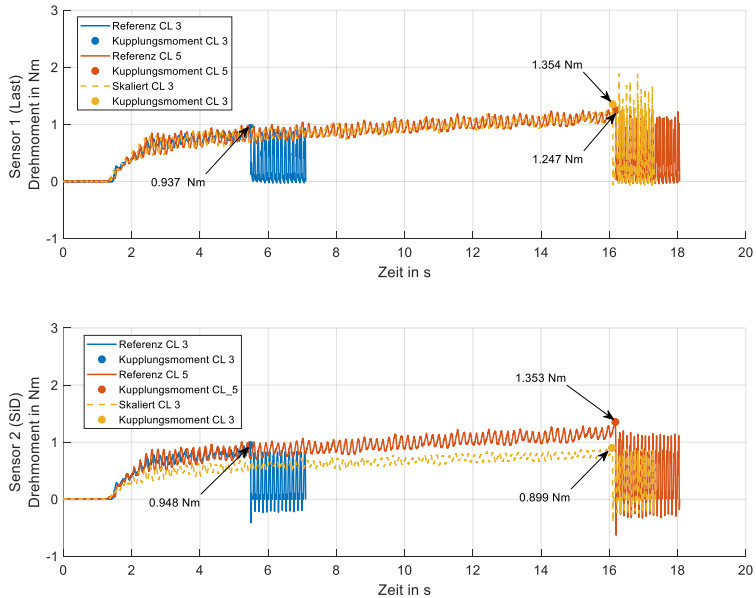 3
2
1
0
-1
Sensor 1 (Last)
Drehmoment in Nm
Referenz CL 3
Kupplungsmoment CL 3
Referenz CL 5
Kupplungsmoment CL 5
Skaliert CL 3
Kupplungsmoment CL 3
1.354 Nm
1.247 Nm
0.937 Nm
0 2 4 6 8 10 12 14 16 18 20
Zeit in s
3
2
1
0
-1
Sensor 2 (SiD)
Drehmoment in Nm
Referenz CL 3
Kupplungsmoment CL 3
Referenz CL 5
Kupplungsmoment CL_5
Skaliert CL 3
Kupplungsmoment CL 3
1.353 Nm
0.899 Nm
0.948 Nm
0 2 4 6 8 10 12 14 16 18 20
Zeit in s